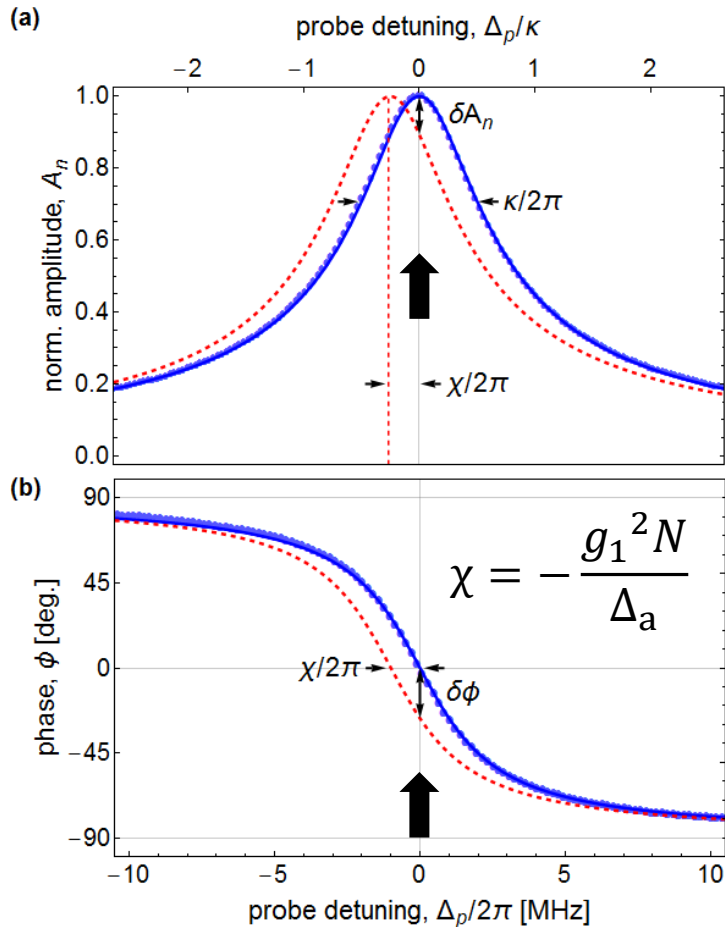 (a)
probe detuning, Δₚ/κ
−2 −1 0 1 2
norm. amplitude, Aₙ
1.0
0.8
0.6
0.4
0.2
0.0
δAₙ
κ/2π
χ/2π
(b)
phase, ϕ [deg.]
90
45
0
−45
−90
χ = − g₁²N / Δₐ
χ/2π
δϕ
−10 −5 0 5 10
probe detuning, Δₚ/2π [MHz]